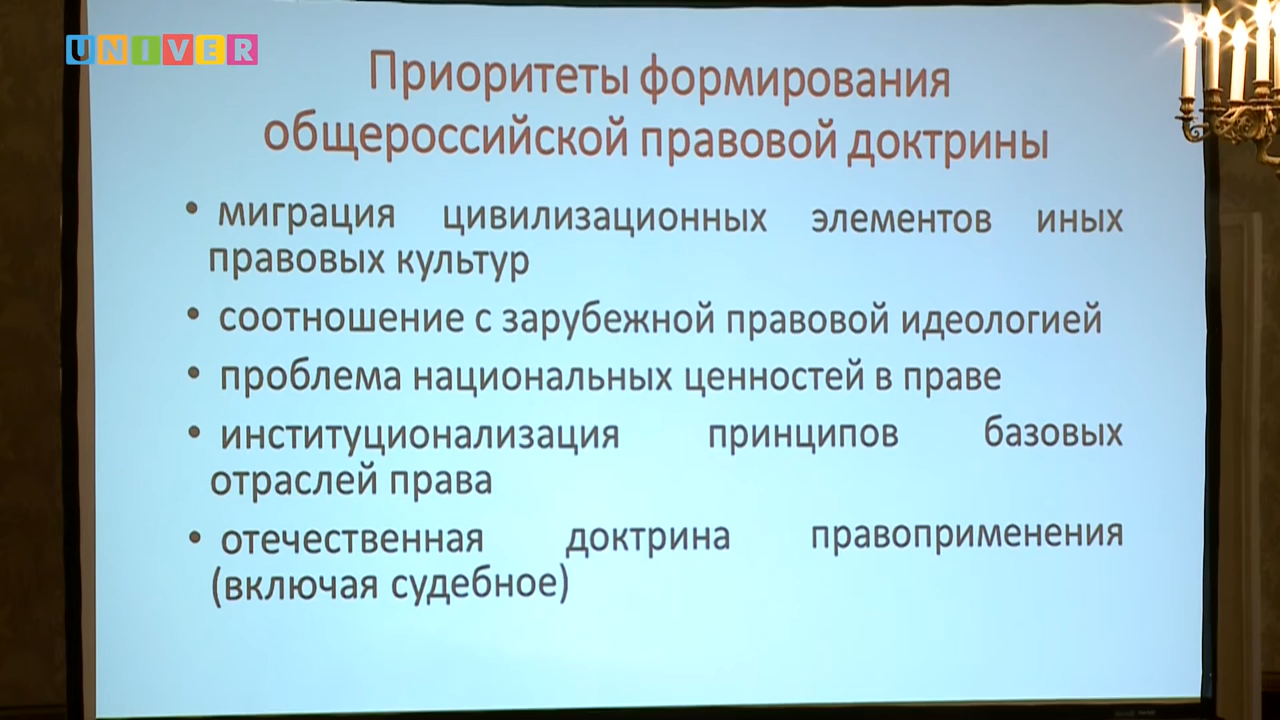 UNIVER
Приоритеты формирования
общероссийской правовой доктрины
• миграция цивилизационных элементов иных
правовых культур
• соотношение с зарубежной правовой идеологией
• проблема национальных ценностей в праве
• институционализация принципов базовых
отраслей права
• отечественная доктрина правоприменения
(включая судебное)